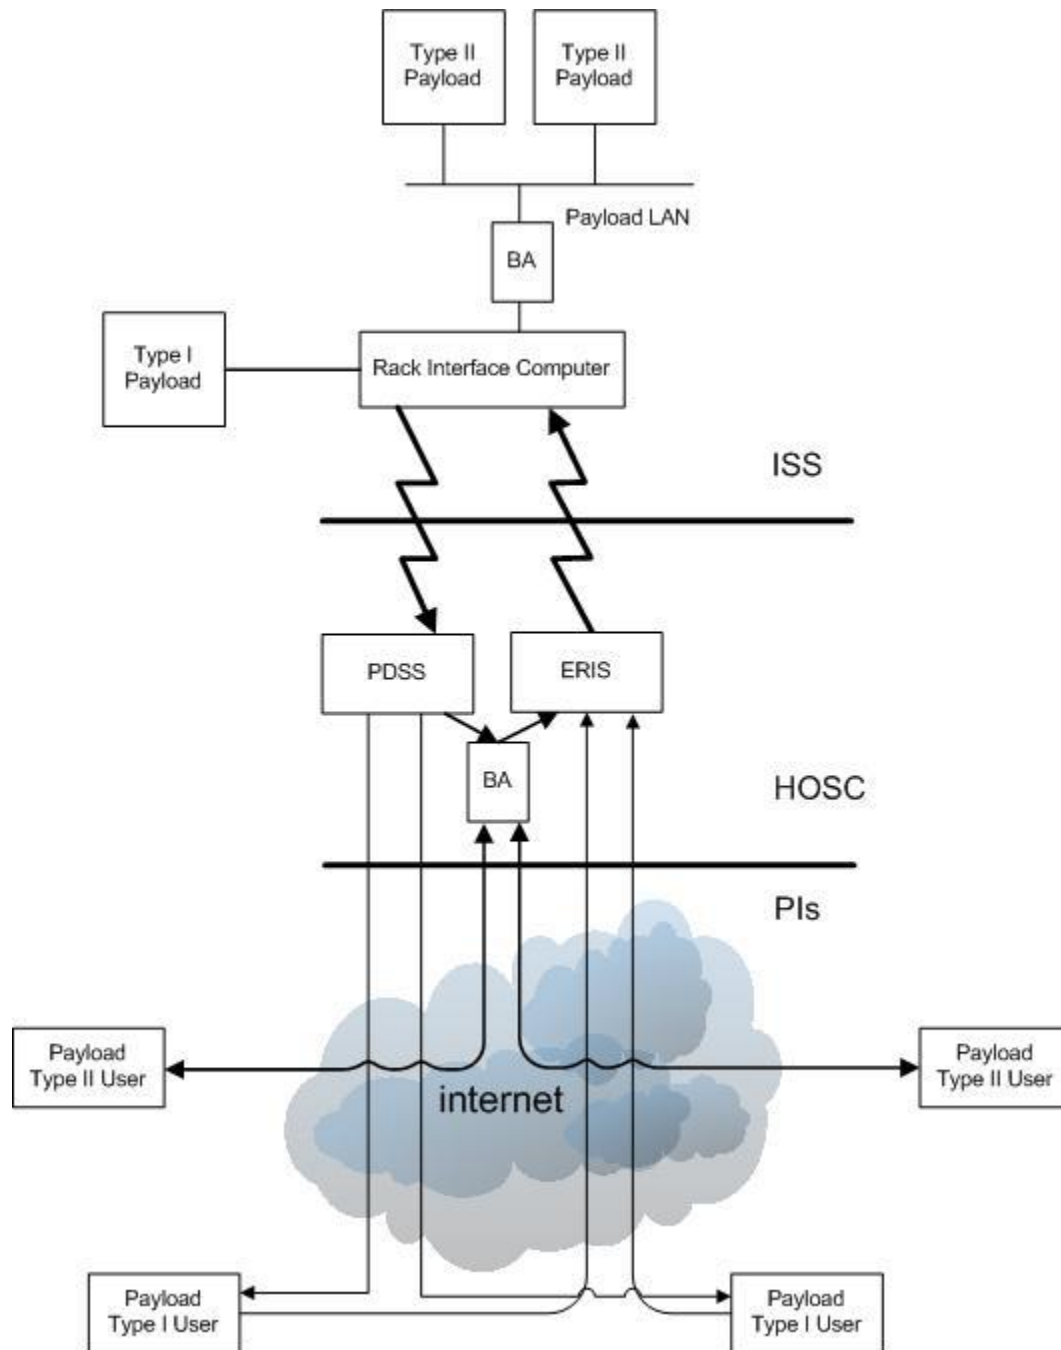 Type II
Payload
Type II
Payload
Payload LAN
BA
Rack Interface Computer
Type I
Payload
ISS
PDSS
ERIS
BA
HOSC
PIs
Payload
Type II User
Payload
Type II User
internet
Payload
Type I User
Payload
Type I User